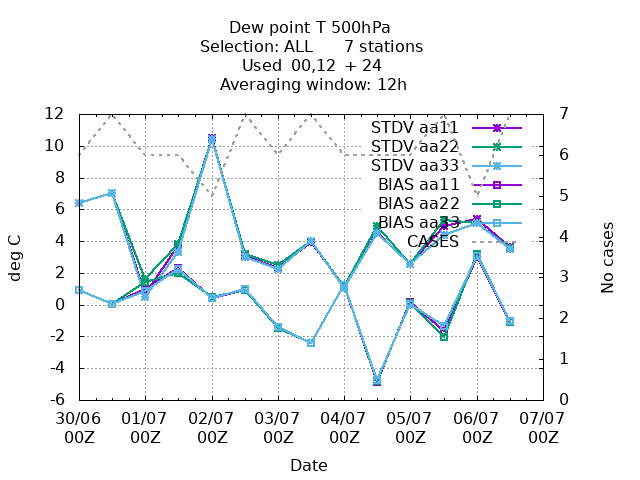 Dew point T 500hPa
Selection: ALL 7 stations
Used 00,12 + 24
Averaging window: 12h
12 7
10 6
8 5
6 4
4 3
2 2
0 1
-2 0
-4
-6
deg C
No cases
STDV aa11
STDV aa22
STDV aa33
BIAS aa11
BIAS aa22
BIAS aa33
CASES
30/06 01/07 02/07 03/07 04/07 05/07 06/07 07/07
00Z 00Z 00Z 00Z 00Z 00Z 00Z 00Z
Date